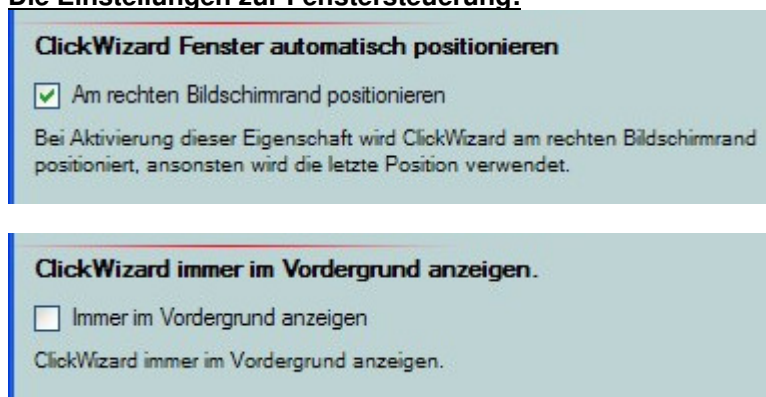 Die Einstellungen zur Fenstersteuerung:
ClickWizard Fenster automatisch positionieren
Am rechten Bildschirmrand positionieren
Bei Aktivierung dieser Eigenschaft wird ClickWizard am rechten Bildschirmrand
positioniert, ansonsten wird die letzte Position verwendet.
ClickWizard immer im Vordergrund anzeigen.
Immer im Vordergrund anzeigen
ClickWizard immer im Vordergrund anzeigen.